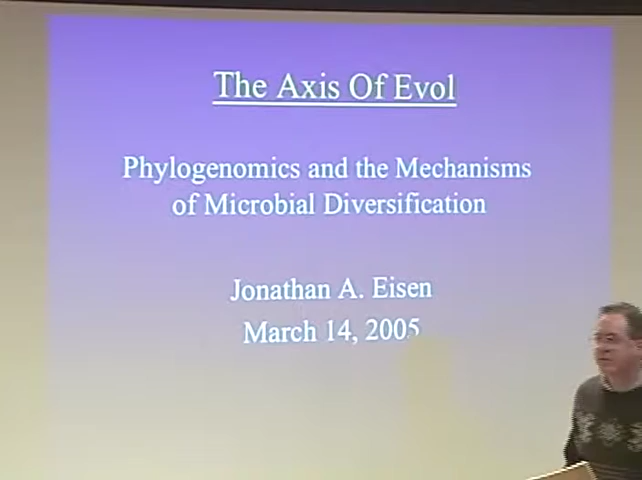 The Axis Of Evol
Phylogenomics and the Mechanisms
of Microbial Diversification
Jonathan A. Eisen
March 14, 2005